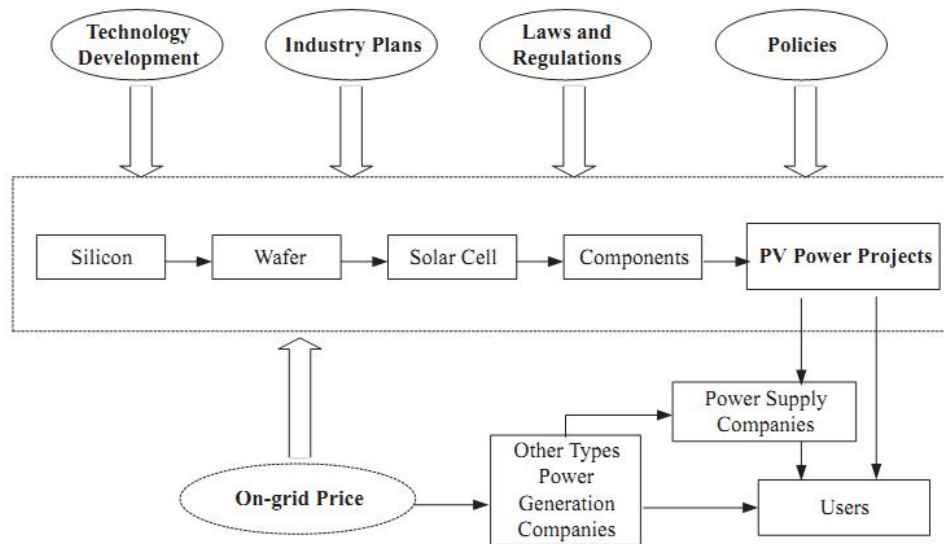 Technology
Development
Industry Plans
Laws and
Regulations
Policies
Silicon
Wafer
Solar Cell
Components
PV Power Projects
Power Supply
Companies
Other Types
Power
Generation
Companies
On-grid Price
Users